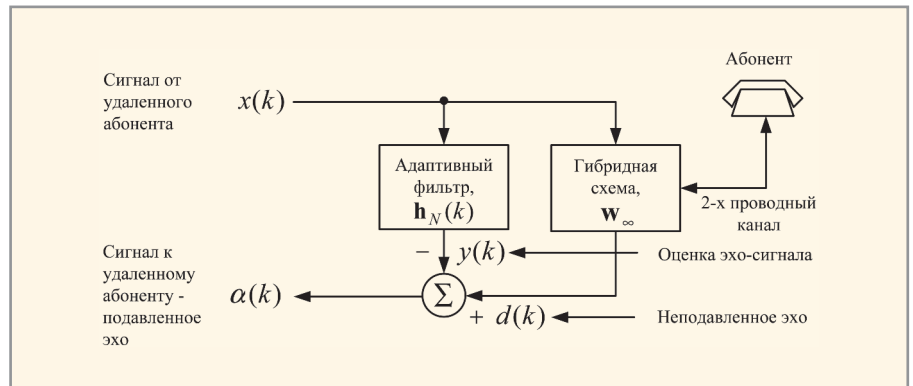 Абонент
Сигнал от
удаленного
абонента
x(k)
Адаптивный
фильтр,
h_N(k)
Гибридная
схема,
w_∞
2-х проводный
канал
Сигнал к
удаленному
абоненту -
подавленное
эхо
α(k)
− y(k)
Оценка эхо-сигнала
Σ
+ d(k)
Неподавленное эхо